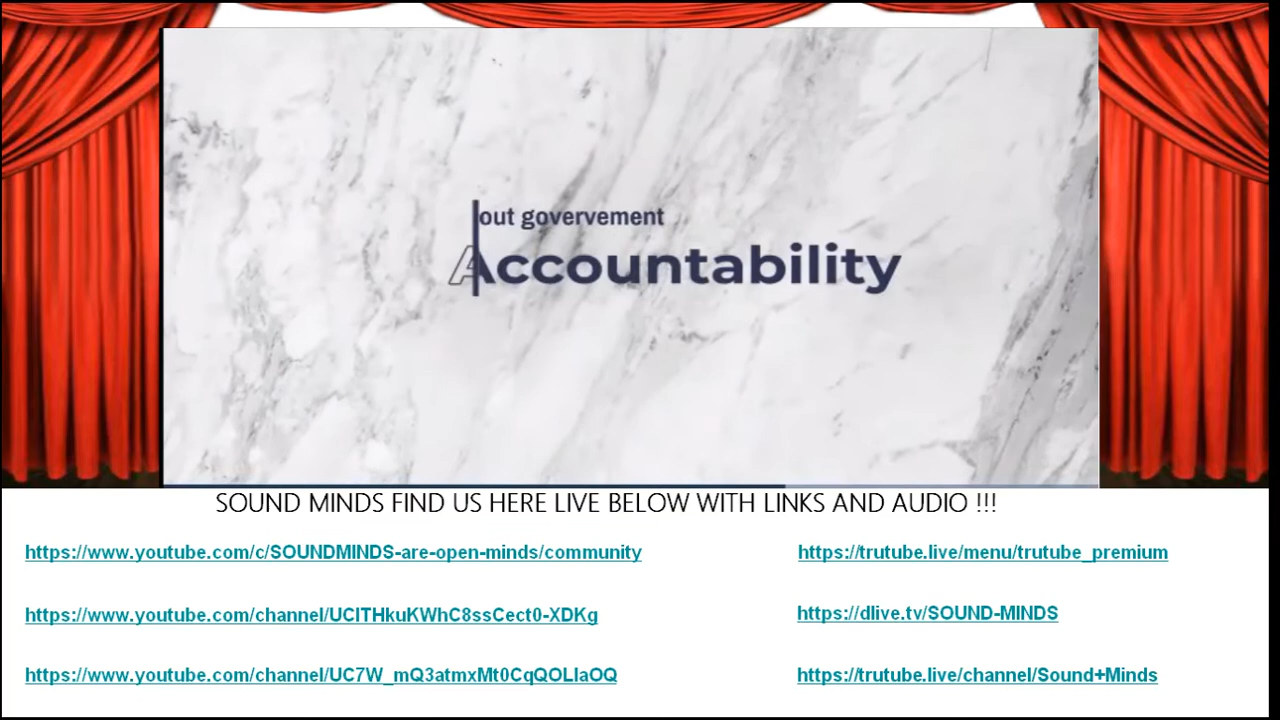 out govervement
Accountability
SOUND MINDS FIND US HERE LIVE BELOW WITH LINKS AND AUDIO !!!
https://www.youtube.com/c/SOUNDMINDS-are-open-minds/community
https://trutube.live/menu/trutube_premium
https://www.youtube.com/channel/UCITHkuKWhC8ssCect0-XDKg
https://dlive.tv/SOUND-MINDS
https://www.youtube.com/channel/UC7W_mQ3atmxMt0CqQOLIaOQ
https://trutube.live/channel/Sound+Minds